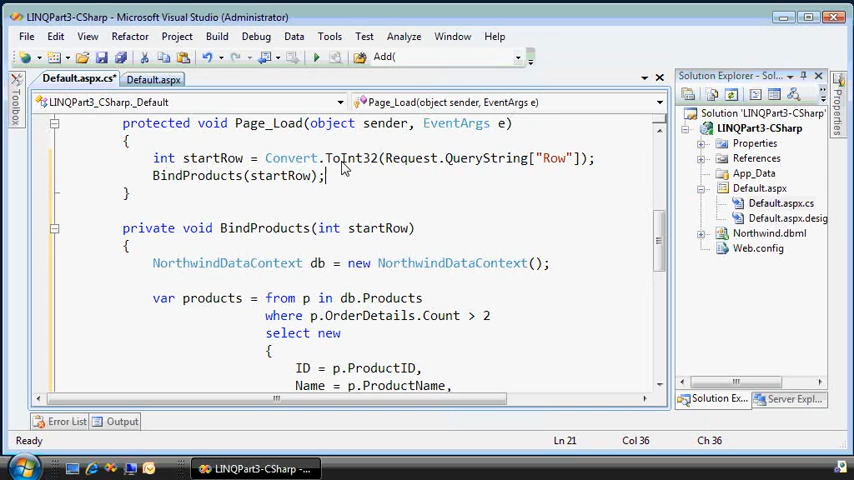 LINQPart3-CSharp - Microsoft Visual Studio (Administrator)
File Edit View Refactor Project Build Debug Data Tools Test Analyze Window Help
Add(
Default.aspx.cs* Default.aspx
LINQPart3_CSharp._Default Page_Load(object sender, EventArgs e)
protected void Page_Load(object sender, EventArgs e)
{
int startRow = Convert.ToInt32(Request.QueryString["Row"]);
BindProducts(startRow);
}
private void BindProducts(int startRow)
{
NorthwindDataContext db = new NorthwindDataContext();
var products = from p in db.Products
where p.OrderDetails.Count > 2
select new
{
ID = p.ProductID,
Name = p.ProductName,
Toolbox
Solution Explorer - Sol...
Solution 'LINQPart3-CSharp
LINQPart3-CSharp
Properties
References
App_Data
Default.aspx
Default.aspx.cs
Default.aspx.desig
Northwind.dbml
Web.config
Properties
Solution Ex... Server Expl...
Error List Output
Ready Ln 21 Col 36 Ch 36
LINQPart3-CSharp -...